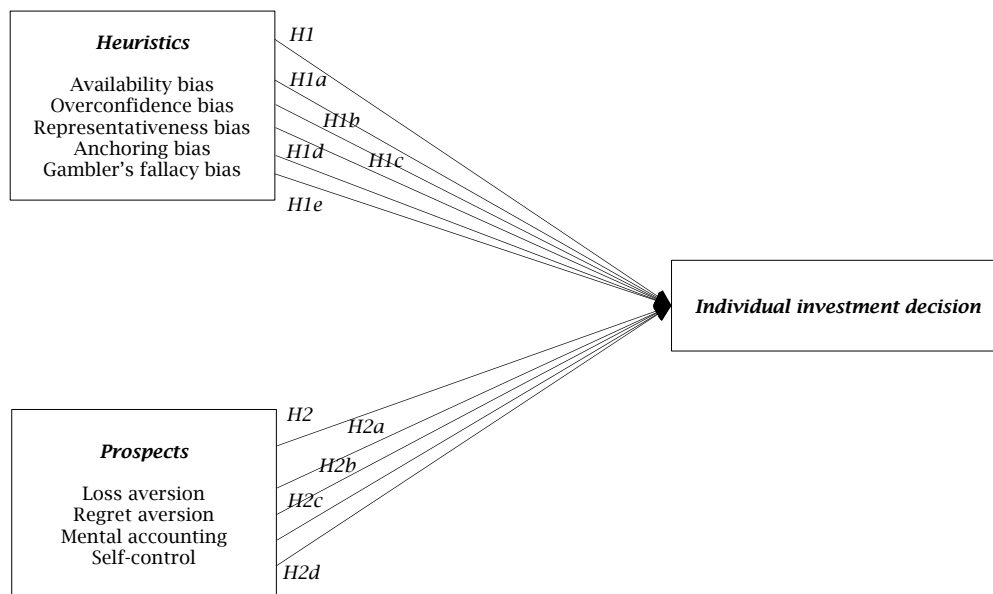 Heuristics
Availability bias
Overconfidence bias
Representativeness bias
Anchoring bias
Gambler's fallacy bias
H1
H1a
H1b
H1c
H1d
H1e
Individual investment decision
Prospects
Loss aversion
Regret aversion
Mental accounting
Self-control
H2
H2a
H2b
H2c
H2d